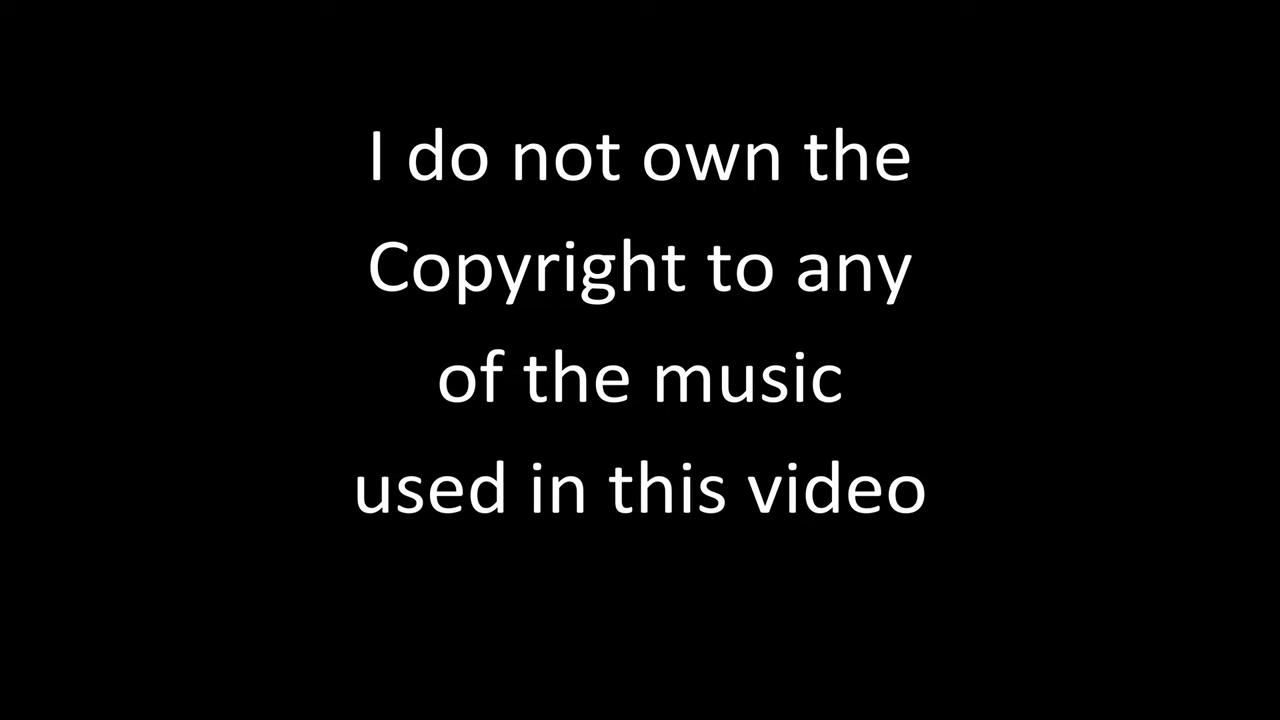 I do not own the
Copyright to any
of the music
used in this video